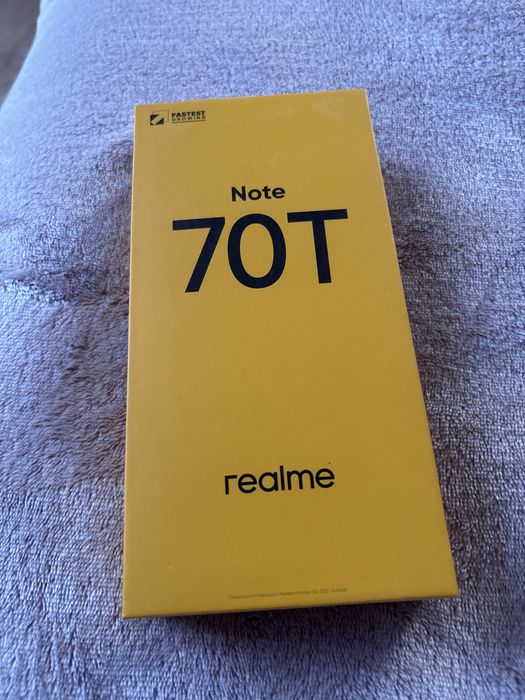 FASTEST
GROWING
Note
70T
realme